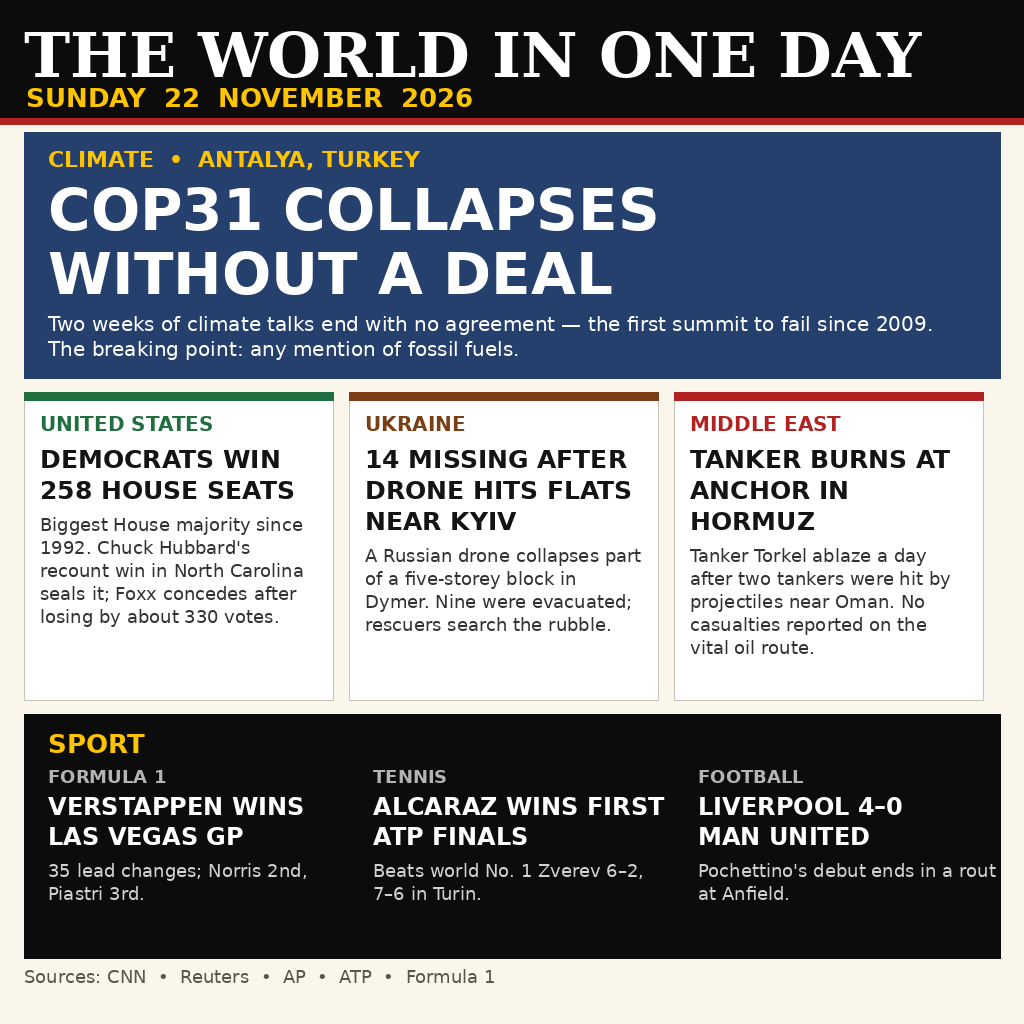 THE WORLD IN ONE DAY
SUNDAY 22 NOVEMBER 2026
CLIMATE • ANTALYA, TURKEY
COP31 COLLAPSES
WITHOUT A DEAL
Two weeks of climate talks end with no agreement — the first summit to fail since 2009.
The breaking point: any mention of fossil fuels.
UNITED STATES
DEMOCRATS WIN
258 HOUSE SEATS
Biggest House majority since
1992. Chuck Hubbard's
recount win in North Carolina
seals it; Foxx concedes after
losing by about 330 votes.
UKRAINE
14 MISSING AFTER
DRONE HITS FLATS
NEAR KYIV
A Russian drone collapses part
of a five-storey block in
Dymer. Nine were evacuated;
rescuers search the rubble.
MIDDLE EAST
TANKER BURNS AT
ANCHOR IN
HORMUZ
Tanker Torkel ablaze a day
after two tankers were hit by
projectiles near Oman. No
casualties reported on the
vital oil route.
SPORT
FORMULA 1
VERSTAPPEN WINS
LAS VEGAS GP
35 lead changes; Norris 2nd,
Piastri 3rd.
TENNIS
ALCARAZ WINS FIRST
ATP FINALS
Beats world No. 1 Zverev 6–2,
7–6 in Turin.
FOOTBALL
LIVERPOOL 4–0
MAN UNITED
Pochettino's debut ends in a rout
at Anfield.
Sources: CNN • Reuters • AP • ATP • Formula 1